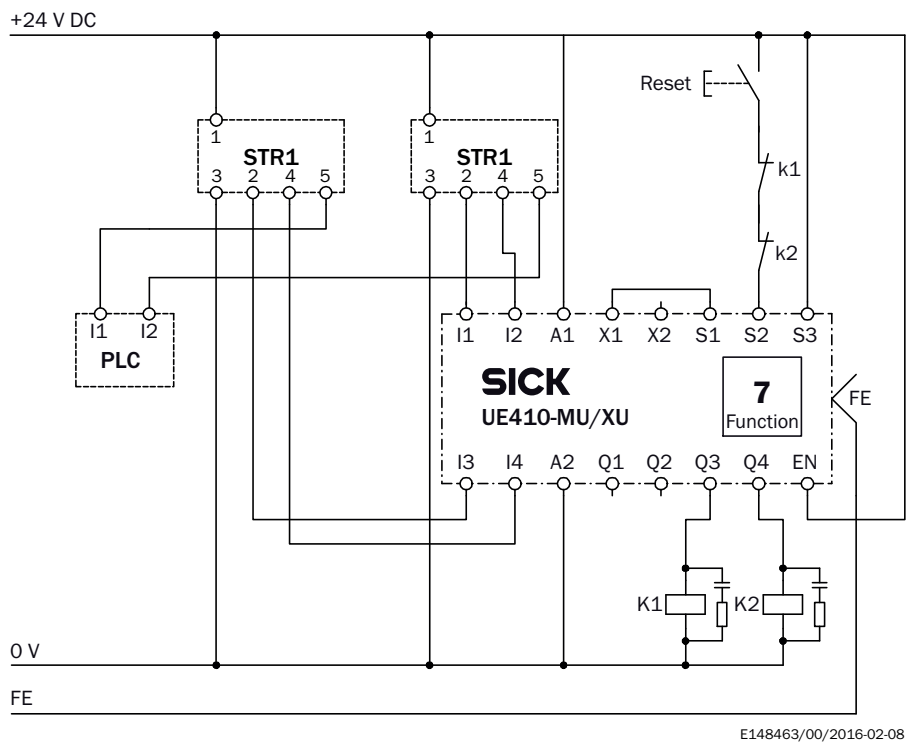 +24 V DC
Reset
1
STR1
3 2 4 5
1
STR1
3 2 4 5
k1
k2
I1 I2
PLC
I1 I2 A1 X1 X2 S1 S2 S3
SICK
UE410-MU/XU
7
Function
FE
I3 I4 A2 Q1 Q2 Q3 Q4 EN
K1
K2
0 V
FE
E148463/00/2016-02-08